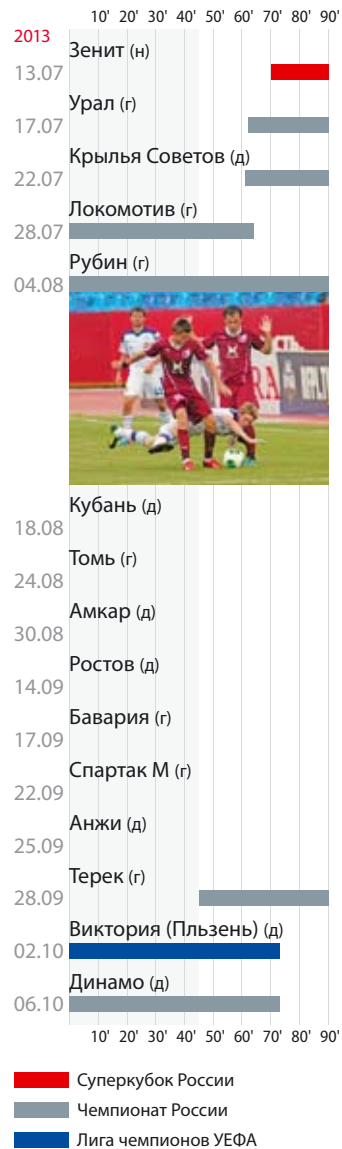 10' 20' 30' 40' 50' 60' 70' 80' 90'
2013
Зенит (н)
13.07
Урал (г)
17.07
Крылья Советов (д)
22.07
Локомотив (г)
28.07
Рубин (г)
04.08
Кубань (д)
18.08
Томь (г)
24.08
Амкар (д)
30.08
Ростов (д)
14.09
Бавария (г)
17.09
Спартак М (г)
22.09
Анжи (д)
25.09
Терек (г)
28.09
Виктория (Пльзень) (д)
02.10
Динамо (д)
06.10
10' 20' 30' 40' 50' 60' 70' 80' 90'
Суперкубок России
Чемпионат России
Лига чемпионов УЕФА